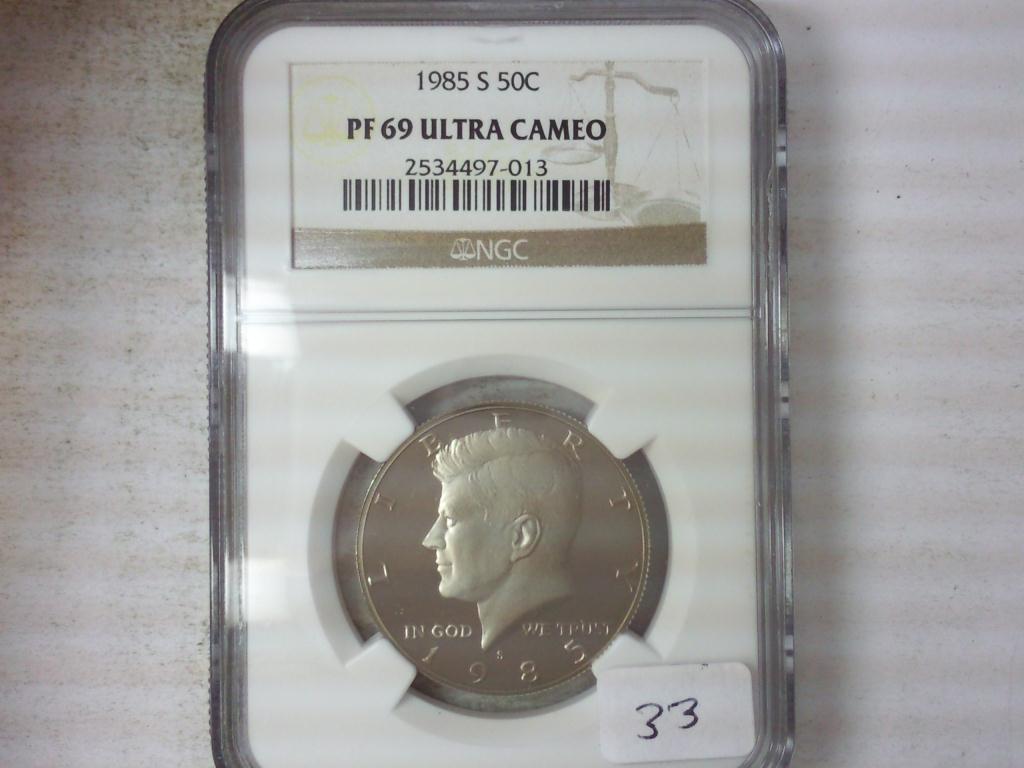 1985 S 50C
PF 69 ULTRA CAMEO
2534497-013
NGC
LIBERTY
IN GOD WE TRUST
S
1985
33